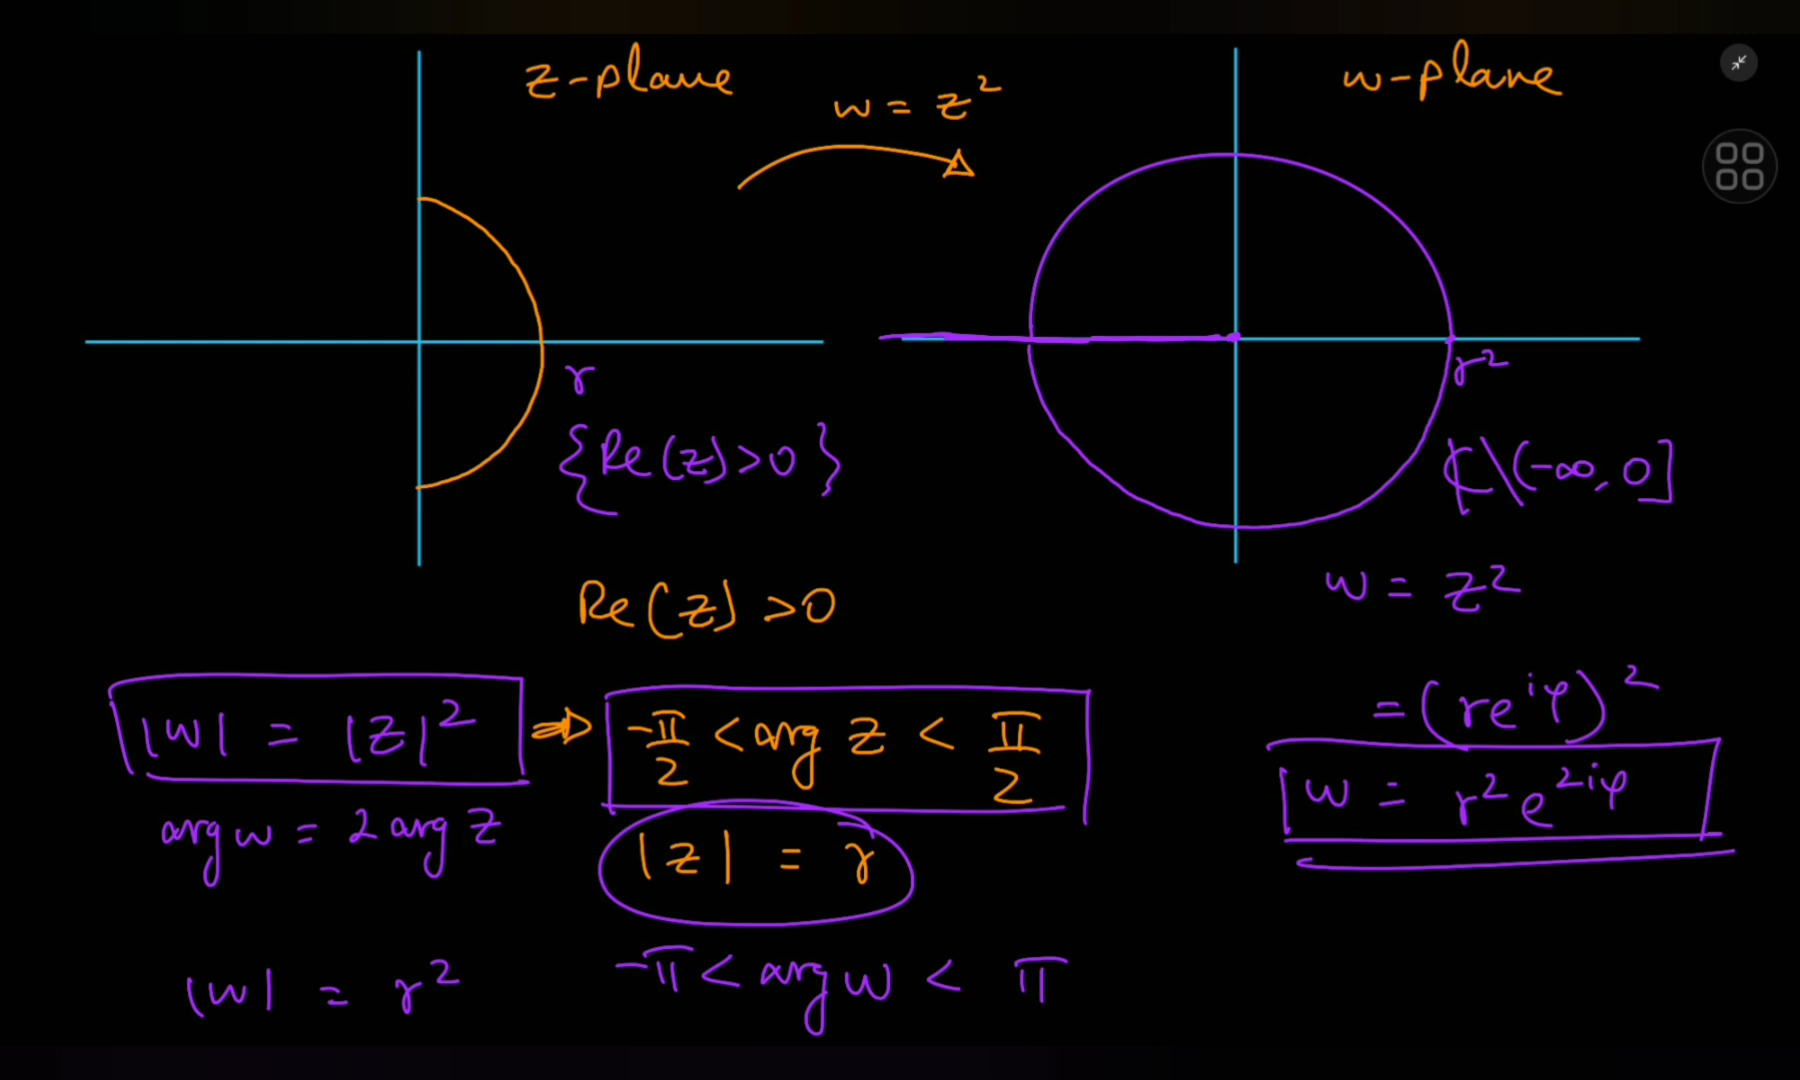 z-plane
w = z²
w-plane
r
r²
{Re(z)>0}
ℂ\(-∞, 0]
Re(z) >0
w = z²
|w| = |z|² ⇒ -π/2 < arg z < π/2
= (re^{iφ})²
arg w = 2 arg z
|z| = r
w = r² e^{2iφ}
|w| = r²
-π < arg w < π